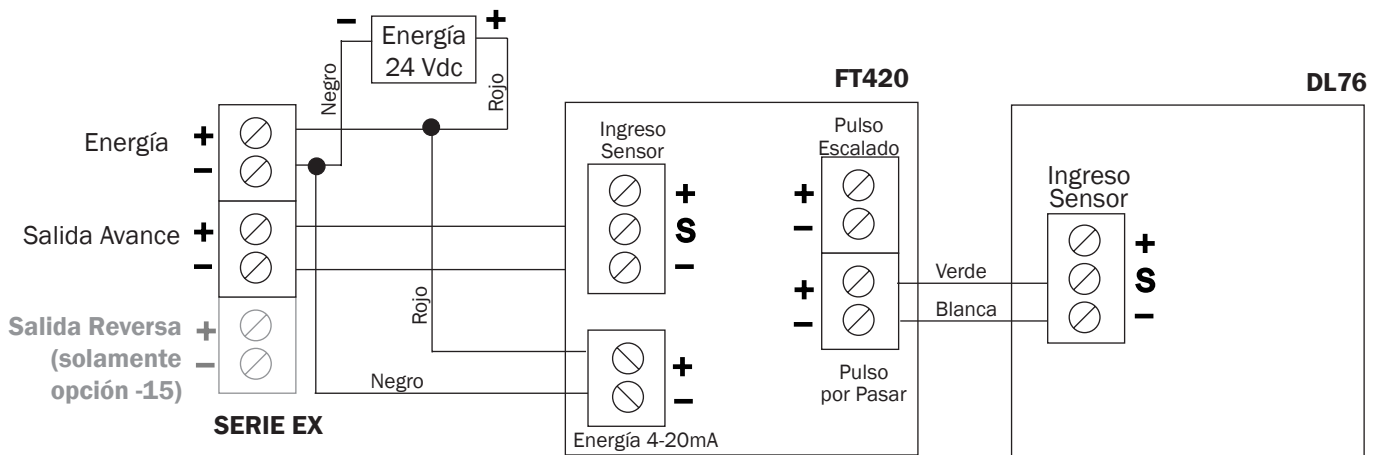 − Energía +
24 Vdc
Negro
Rojo
FT420
DL76
Energía
+
−
Salida Avance
+
−
Salida Reversa
(solamente
opción -15)
+
−
SERIE EX
Rojo
Negro
Ingreso
Sensor
+
S
−
+
−
Energía 4-20mA
Pulso
Escalado
+
−
+
−
Pulso
por Pasar
Verde
Blanca
Ingreso
Sensor
+
S
−